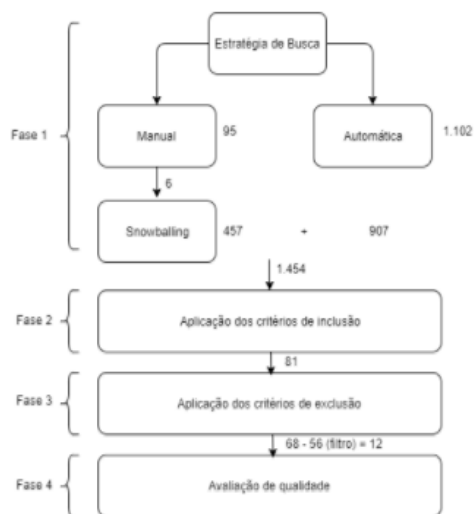 Estratégia de Busca
Fase 1
Manual
95
Automática
1.102
6
Snowballing
457
+
907
1.454
Fase 2
Aplicação dos critérios de inclusão
81
Fase 3
Aplicação dos critérios de exclusão
68 - 56 (filtro) = 12
Fase 4
Avaliação de qualidade